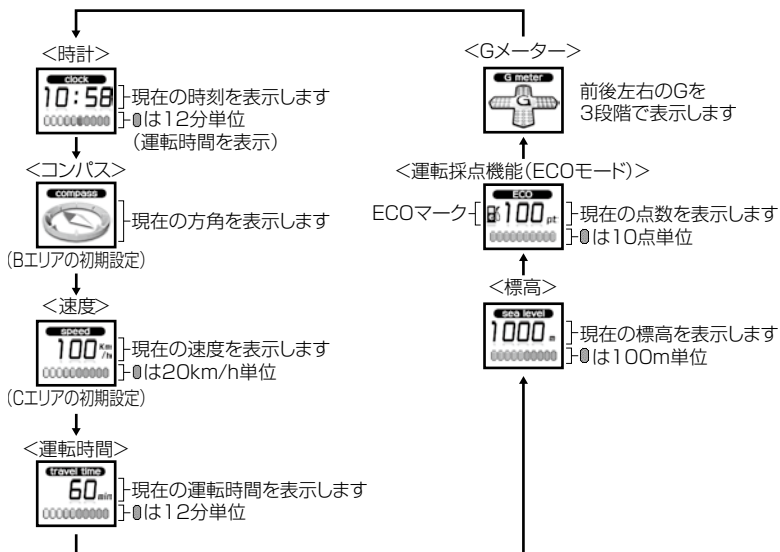 <時計>
clock
10:58
現在の時刻を表示します
は12分単位
(運転時間を表示)
<コンパス>
compass
現在の方角を表示します
(Bエリアの初期設定)
<速度>
speed
100 Km/h
現在の速度を表示します
は20km/h単位
(Cエリアの初期設定)
<運転時間>
travel time
60 min
現在の運転時間を表示します
は12分単位
<Gメーター>
G meter
G
前後左右のGを
3段階で表示します
<運転採点機能(ECOモード)>
ECO
ECOマーク
100 pt
現在の点数を表示します
は10点単位
<標高>
sea level
1000 m
現在の標高を表示します
は100m単位